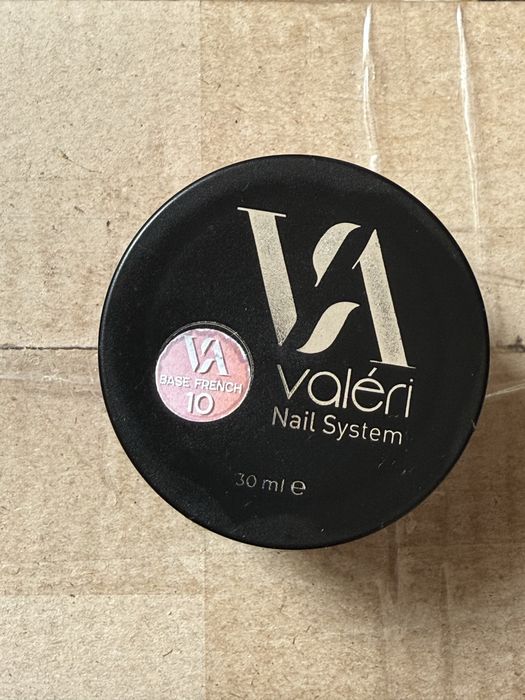 VA
valéri
Nail System
VA
BASE FRENCH
10
30 ml e